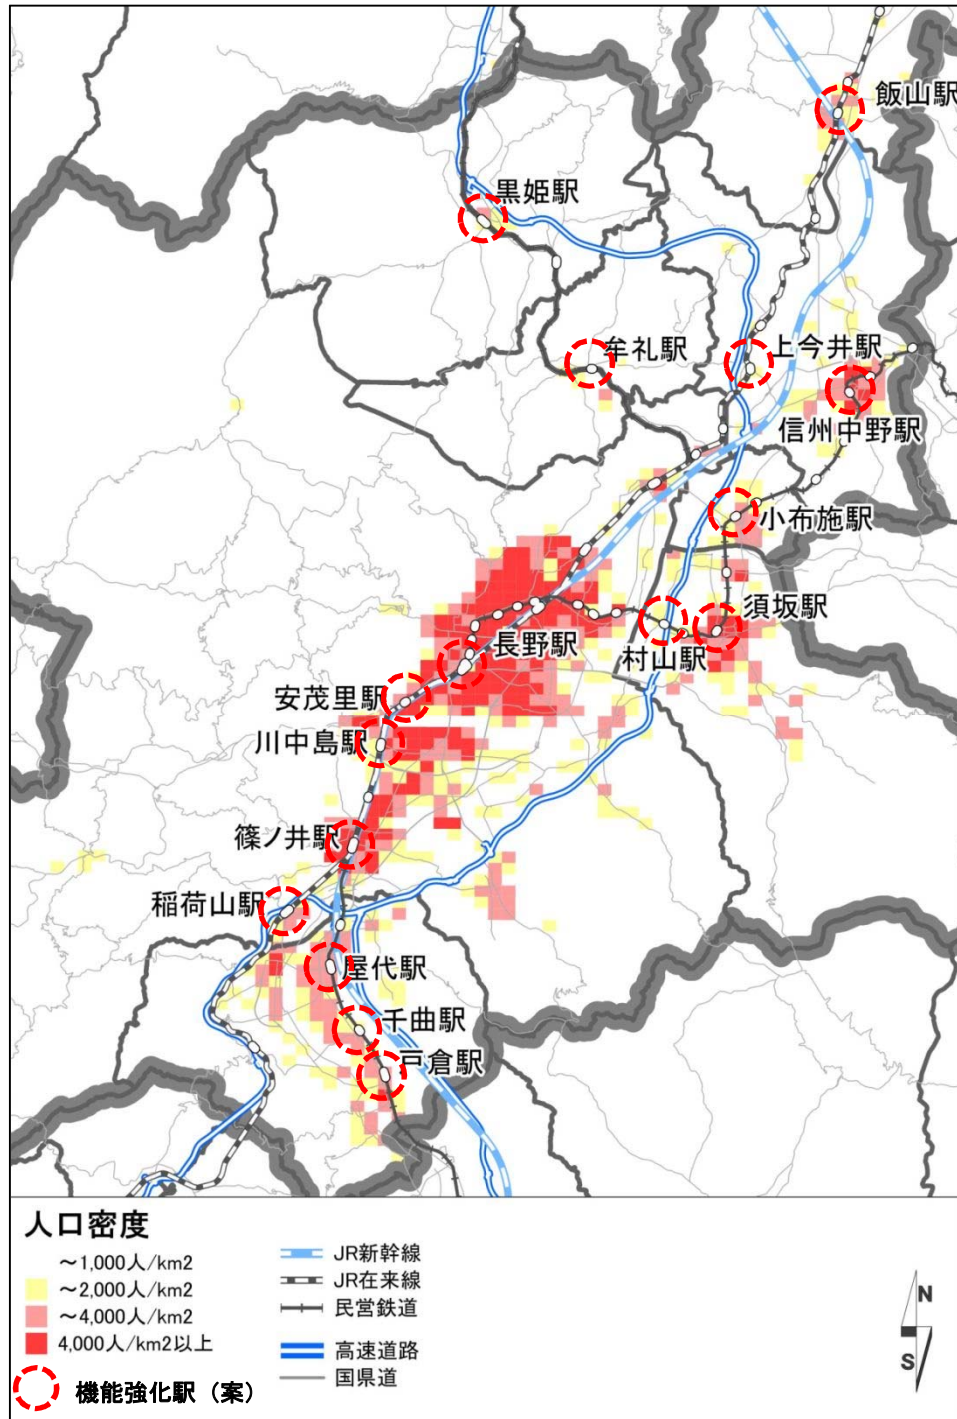 飯山駅
黒姫駅
牟礼駅
上今井駅
信州中野駅
小布施駅
須坂駅
村山駅
長野駅
安茂里駅
川中島駅
篠ノ井駅
稲荷山駅
屋代駅
千曲駅
戸倉駅
人口密度
～1,000人/km2
～2,000人/km2
～4,000人/km2
4,000人/km2以上
機能強化駅（案）
JR新幹線
JR在来線
民営鉄道
高速道路
国県道
N
S